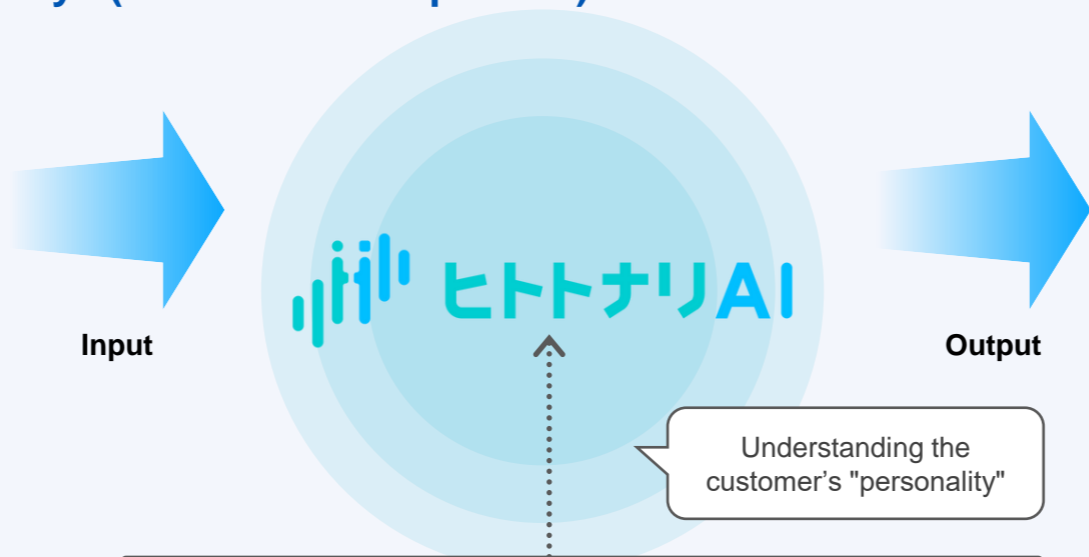 ヒトトナリAI
Input
Output
Understanding the
customer’s "personality"